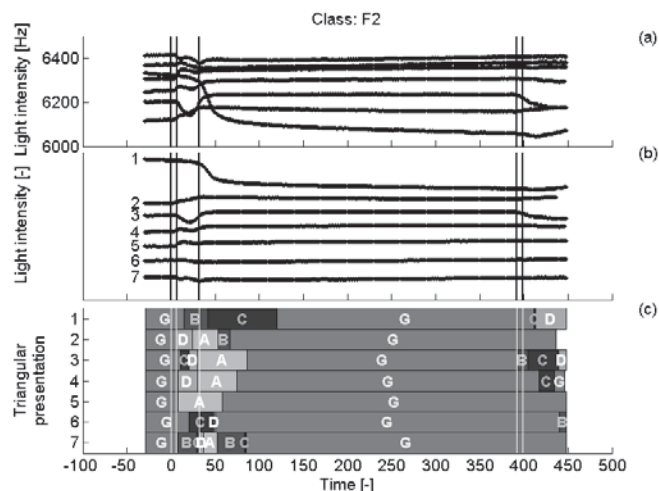 Class: F2
(a)
Light intensity [Hz]
6400
6200
6000
(b)
Light intensity [-]
1
2
3
4
5
6
7
(c)
Triangular
presentation
1 G B C G C D
2 G D A B G
3 G C D A G B C D
4 G D A G C G
5 A G
6 G C D B
7 G B D A B C G
-100 -50 0 50 100 150 200 250 300 350 400 450 500
Time [-]